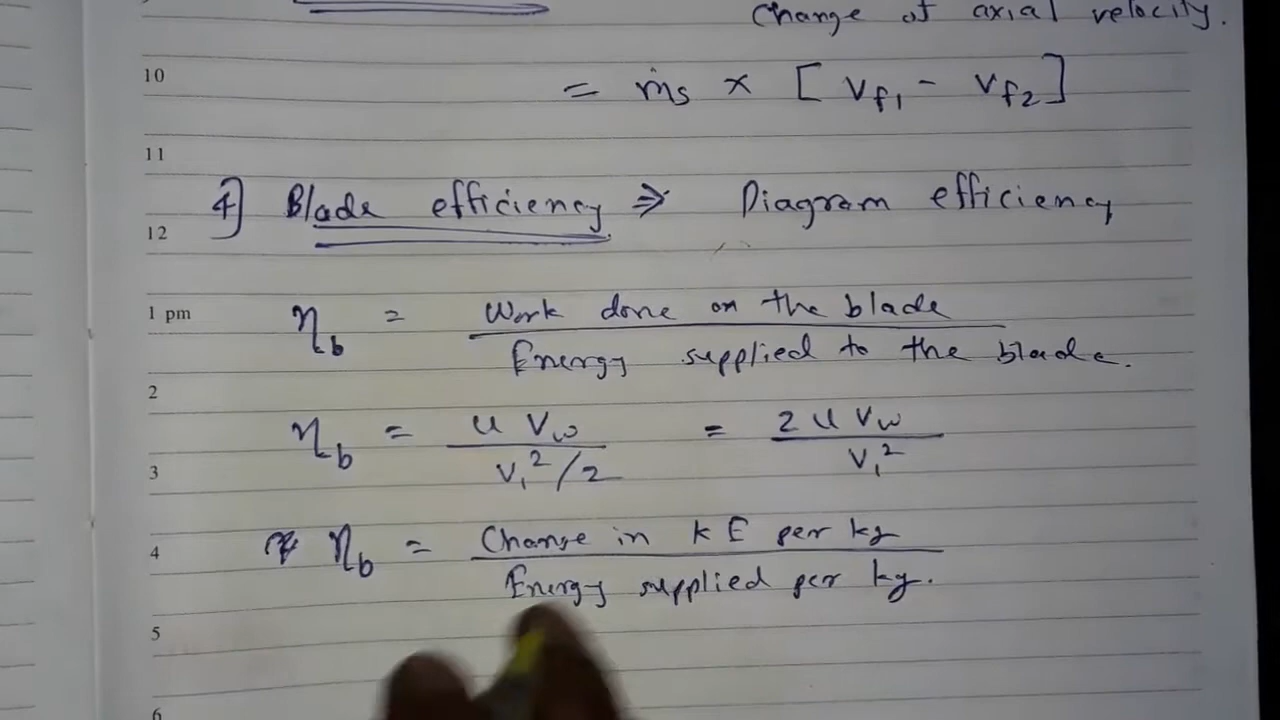 Change of axial velocity.
10
= ṁs × [ Vf1 - Vf2 ]
11
4] Blade efficiency ⇒ Diagram efficiency
12
1 pm
ηb = Work done on the blade / Energy supplied to the blade.
2
ηb = u Vw / V1²/2 = 2 u Vw / V1²
3
4
ηb = Change in KE per kg / Energy supplied per kg.
5
6